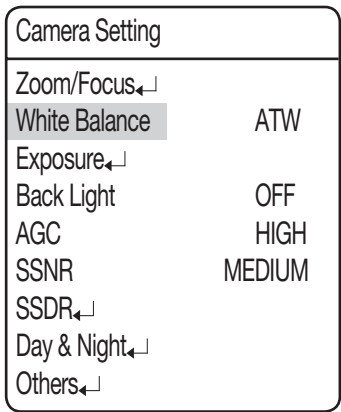 Camera Setting
Zoom/Focus↵
White Balance ATW
Exposure↵
Back Light OFF
AGC HIGH
SSNR MEDIUM
SSDR↵
Day & Night↵
Others↵